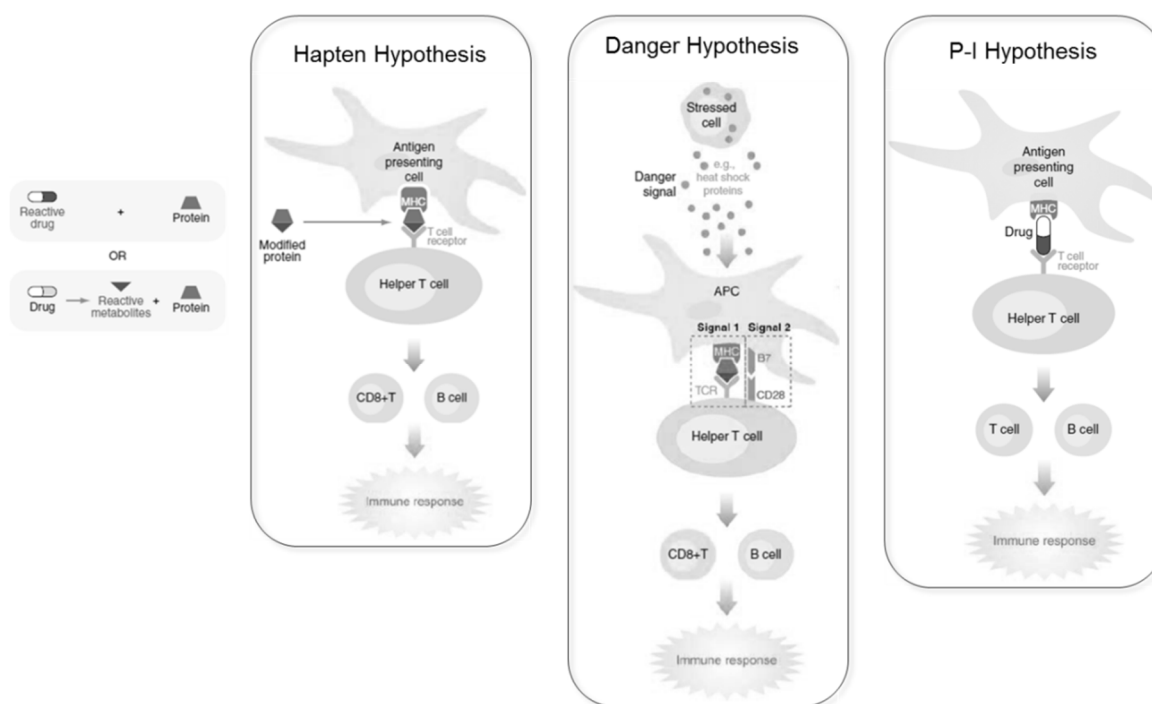 Reactive
drug
+
Protein
OR
Drug
Reactive
metabolites
+
Protein
Hapten Hypothesis
Antigen
presenting
cell
MHC
T cell
receptor
Modified
protein
Helper T cell
CD8+T
B cell
Immune response
Danger Hypothesis
Stressed
cell
Danger
signal
e.g.,
heat shock
proteins
APC
Signal 1
Signal 2
MHC
B7
TCR
CD28
Helper T cell
CD8+T
B cell
Immune response
P-I Hypothesis
Antigen
presenting
cell
MHC
Drug
T cell
receptor
Helper T cell
T cell
B cell
Immune response